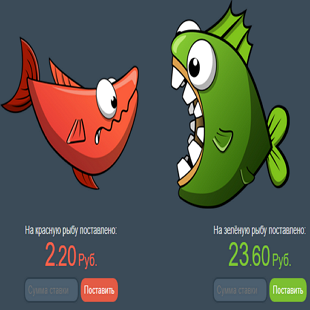 На красную рыбу поставлено:
2.20 Руб.
Сумма ставки
Поставить
На зелёную рыбу поставлено:
23.60 Руб.
Сумма ставки
Поставить